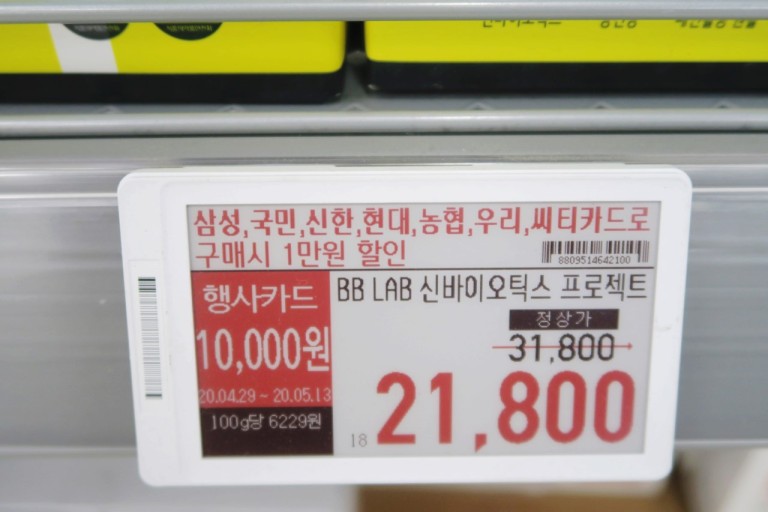 삼성,국민,신한,현대,농협,우리,씨티카드로
구매시 1만원 할인
8809514642100
행사카드
10,000원
20.04.29 ~ 20.05.13
100g당 6229원
BB LAB 신바이오틱스 프로젝트
정상가
31,800
21,800
18